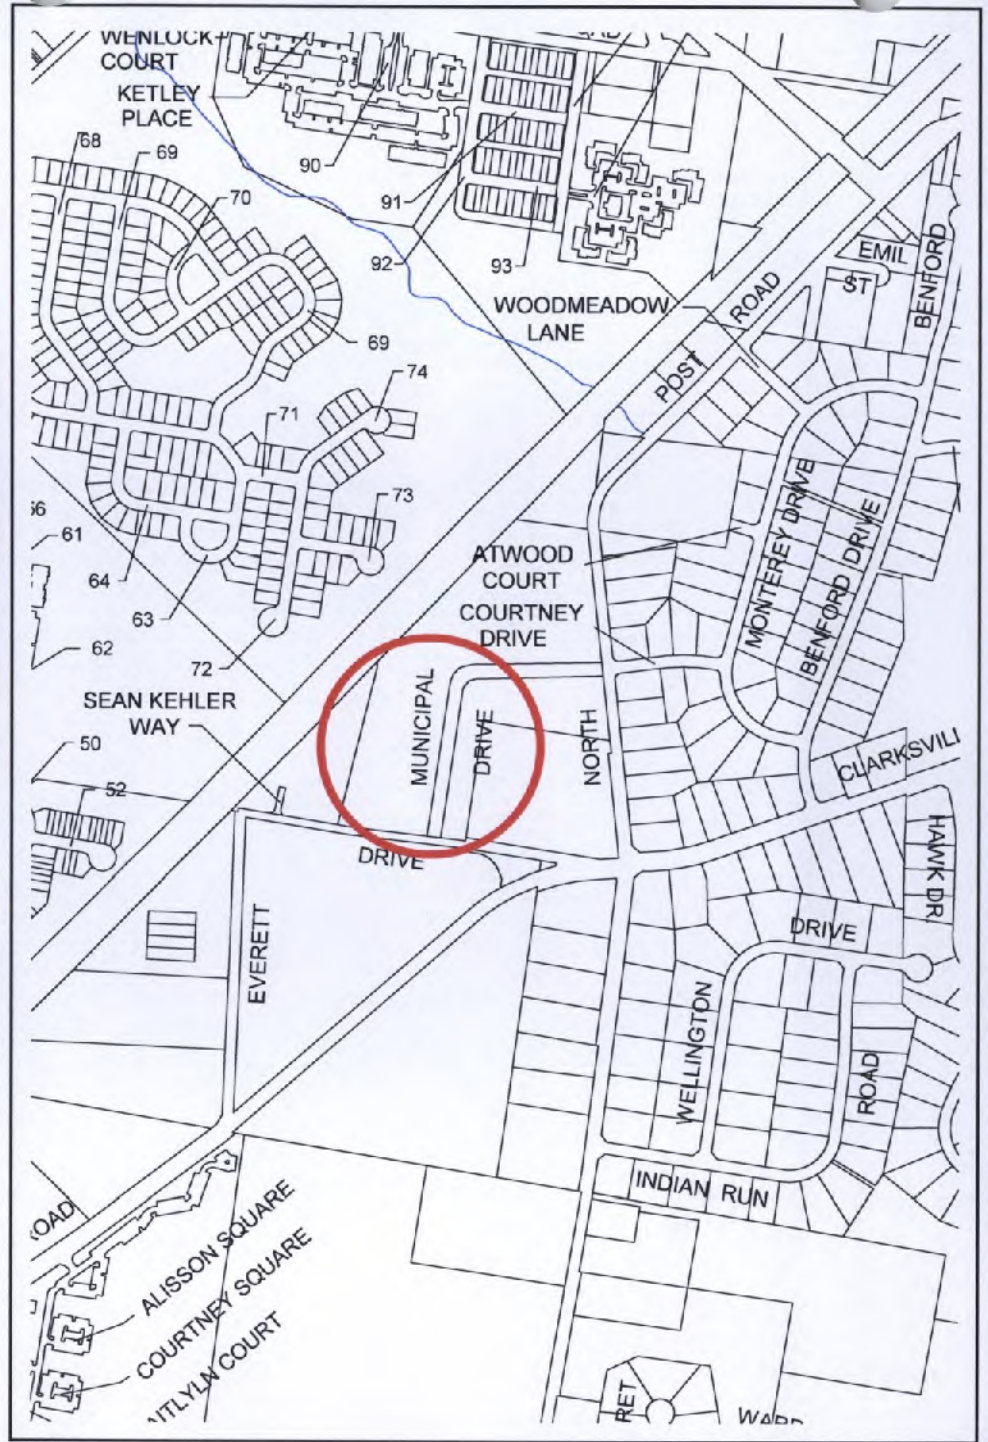 WENLOCK
COURT
KETLEY
PLACE
68
69
70
90
91
92
93
EMIL
ST
BENFORD
WOODMEADOW
LANE
ROAD
POST
69
74
71
73
66
61
64
63
62
72
ATWOOD
COURT
COURTNEY
DRIVE
MONTEREY DRIVE
BENFORD DRIVE
SEAN KEHLER
WAY
MUNICIPAL
DRIVE
NORTH
50
52
CLARKSVILL
DRIVE
HAWK DR
EVERETT
DRIVE
WELLINGTON
ROAD
INDIAN RUN
ROAD
ALISSON SQUARE
COURTNEY SQUARE
AITLYLN COURT
RET
WARD